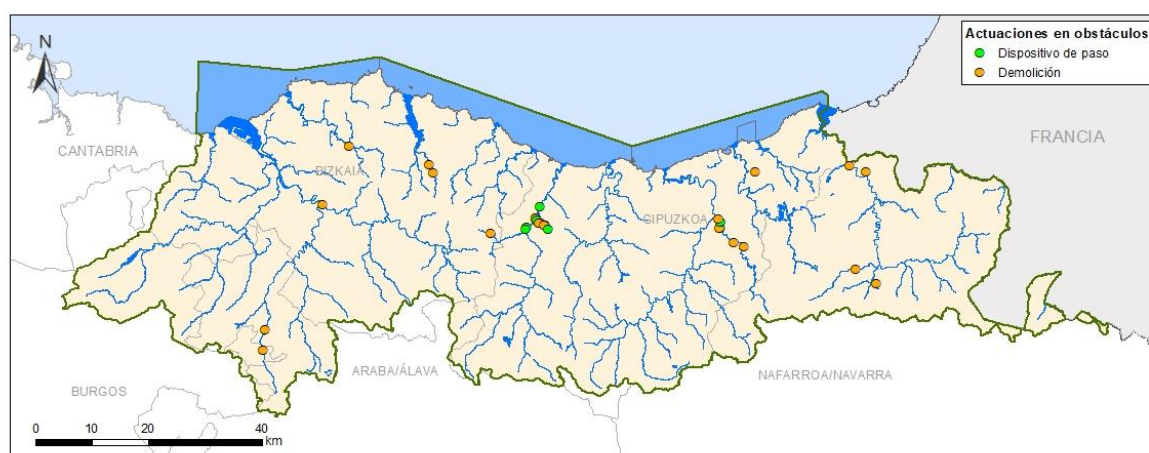 N
Actuaciones en obstáculos
Dispositivo de paso
Demolición
FRANCIA
CANTABRIA
BIZKAIA
GIPUZKOA
ARABA/ÁLAVA
NAFARROA/NAVARRA
BURGOS
0 10 20 40
km